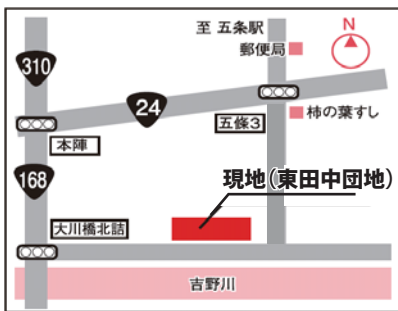 至 五条駅
郵便局
N
310
24
五條3
柿の葉すし
本陣
168
現地(東田中団地)
大川橋北詰
吉野川